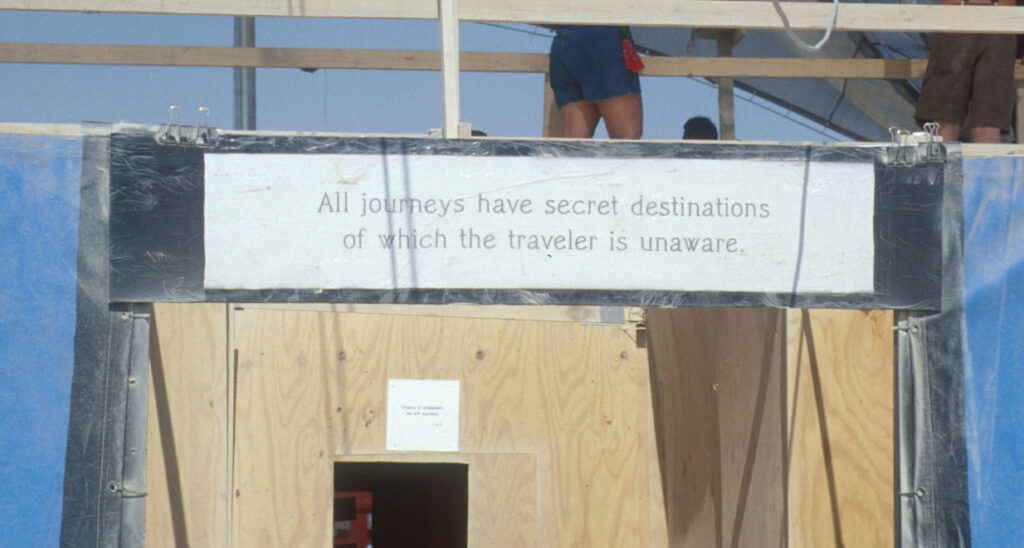 All journeys have secret destinations
of which the traveler is unaware.